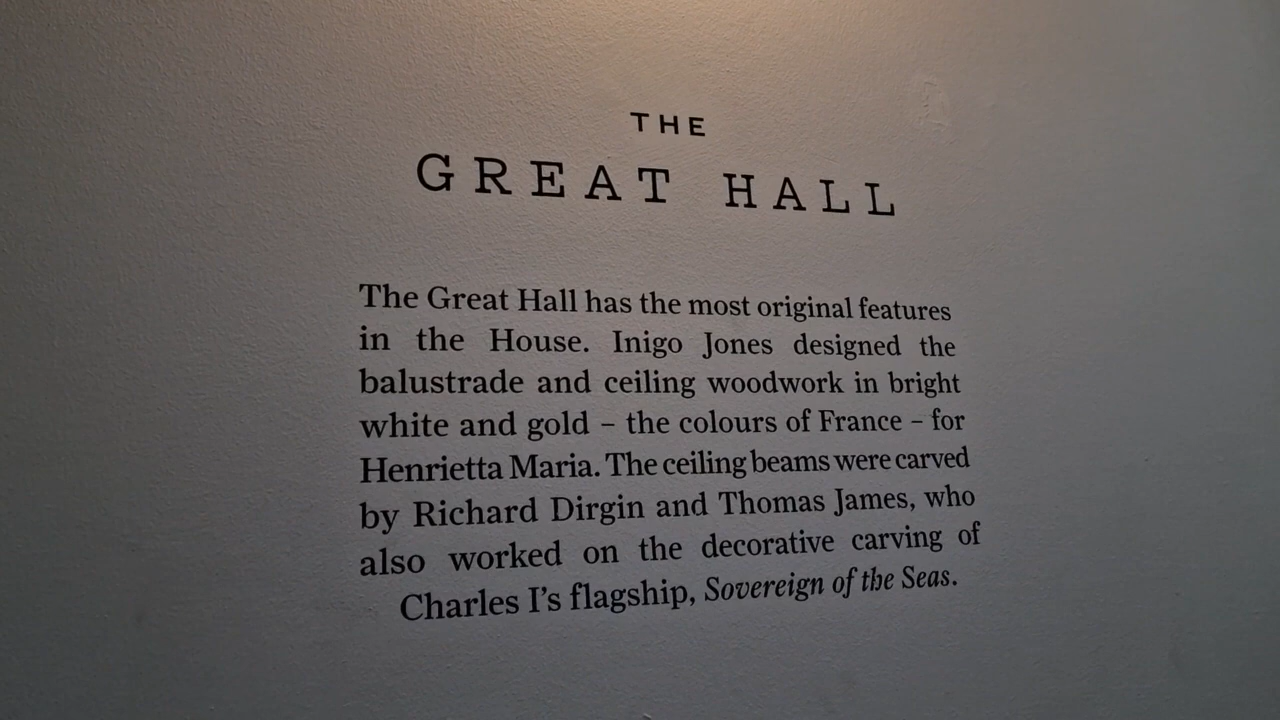 THE
GREAT HALL
The Great Hall has the most original features
in the House. Inigo Jones designed the
balustrade and ceiling woodwork in bright
white and gold – the colours of France – for
Henrietta Maria. The ceiling beams were carved
by Richard Dirgin and Thomas James, who
also worked on the decorative carving of
Charles I's flagship, Sovereign of the Seas.